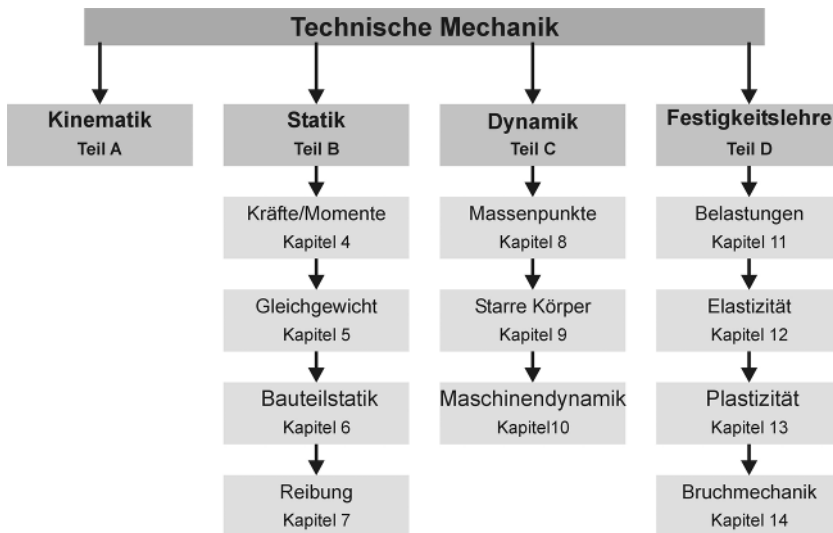 Technische Mechanik
Kinematik
Teil A
Statik
Teil B
Kräfte/Momente
Kapitel 4
Gleichgewicht
Kapitel 5
Bauteilstatik
Kapitel 6
Reibung
Kapitel 7
Dynamik
Teil C
Massenpunkte
Kapitel 8
Starre Körper
Kapitel 9
Maschinendynamik
Kapitel10
Festigkeitslehre
Teil D
Belastungen
Kapitel 11
Elastizität
Kapitel 12
Plastizität
Kapitel 13
Bruchmechanik
Kapitel 14